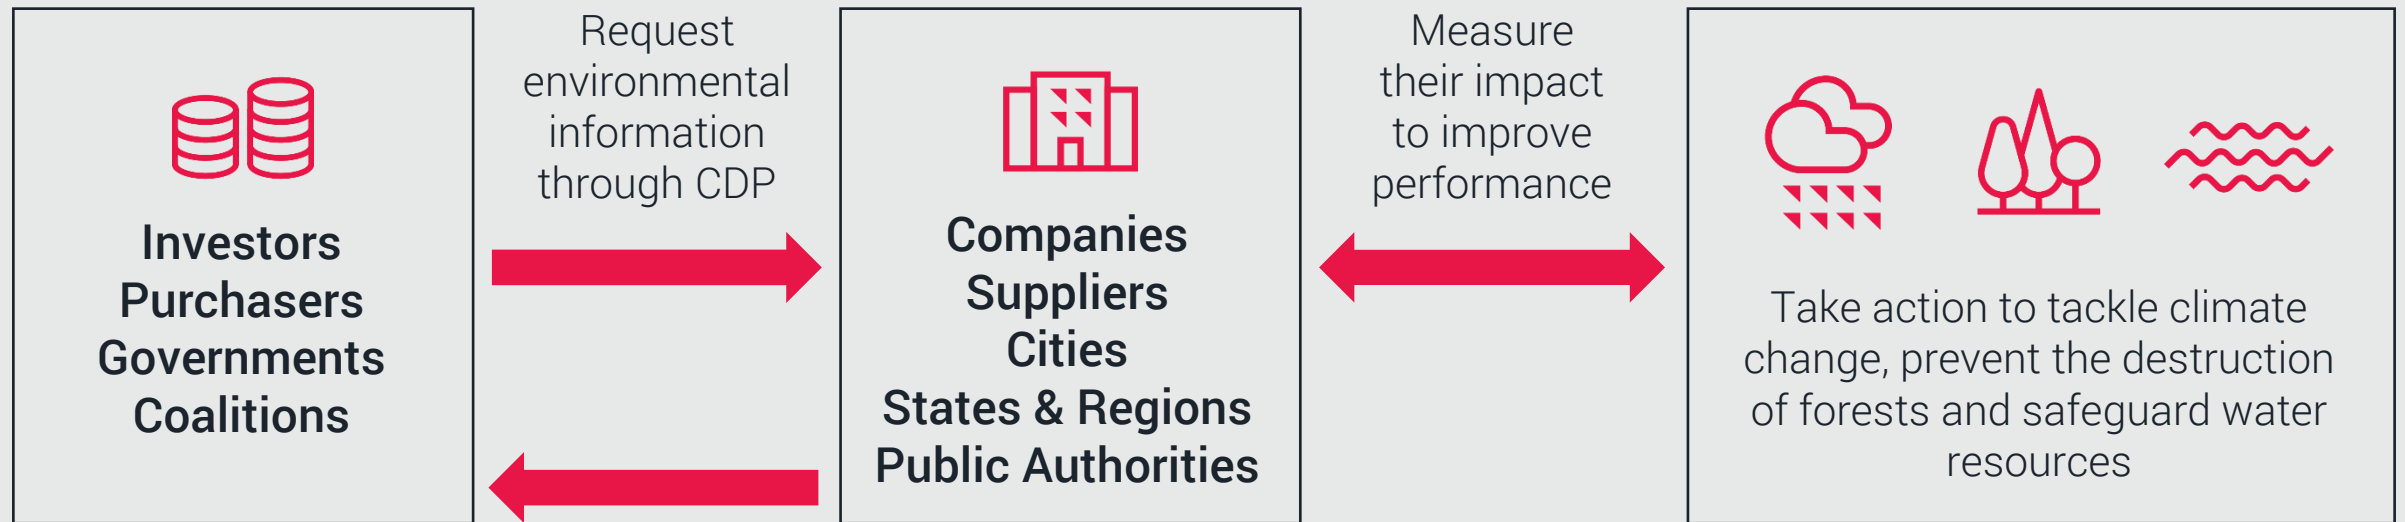 Investors
Purchasers
Governments
Coalitions
Request
environmental
information
through CDP
Companies
Suppliers
Cities
States & Regions
Public Authorities
Measure
their impact
to improve
performance
Take action to tackle climate
change, prevent the destruction
of forests and safeguard water
resources